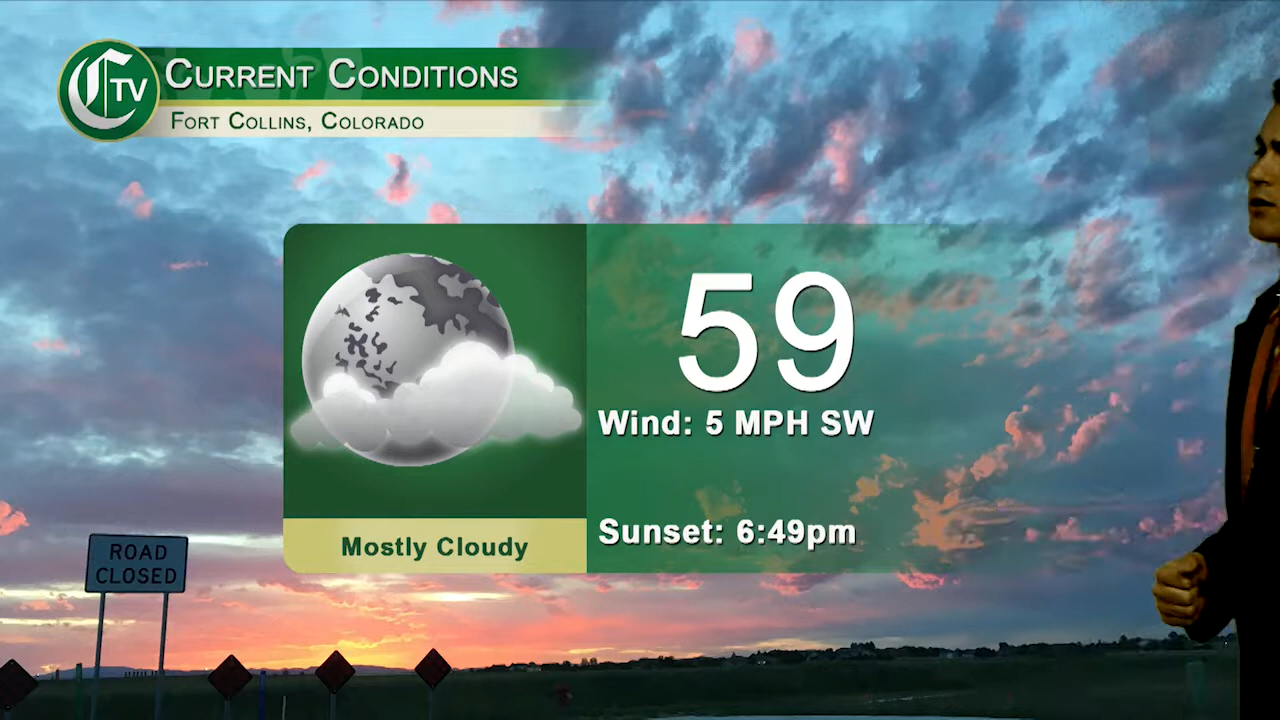 CTV
CURRENT CONDITIONS
FORT COLLINS, COLORADO
59
Wind: 5 MPH SW
Mostly Cloudy
Sunset: 6:49pm
ROAD
CLOSED